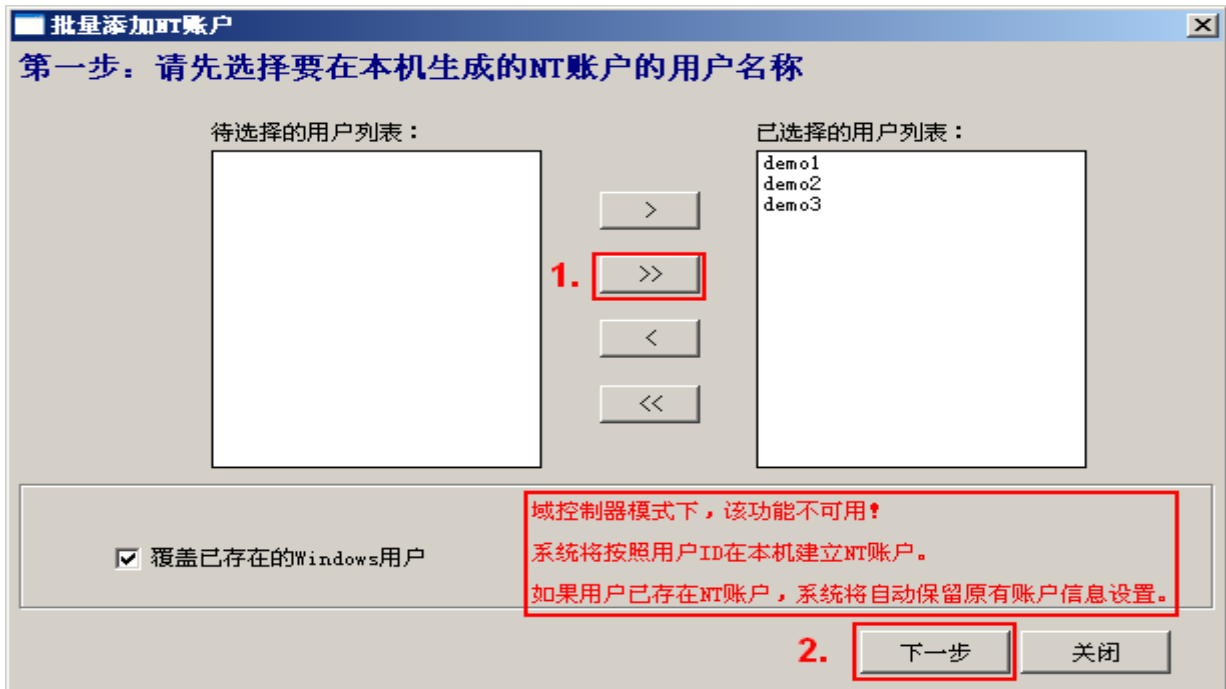 批量添加NT账户
第一步：请先选择要在本机生成的NT账户的用户名称
待选择的用户列表：
已选择的用户列表：
demo1
demo2
demo3
>
1. >>
<
<<
覆盖已存在的Windows用户
域控制器模式下，该功能不可用！
系统将按照用户ID在本机建立NT账户。
如果用户已存在NT账户，系统将自动保留原有账户信息设置。
2. 下一步 关闭